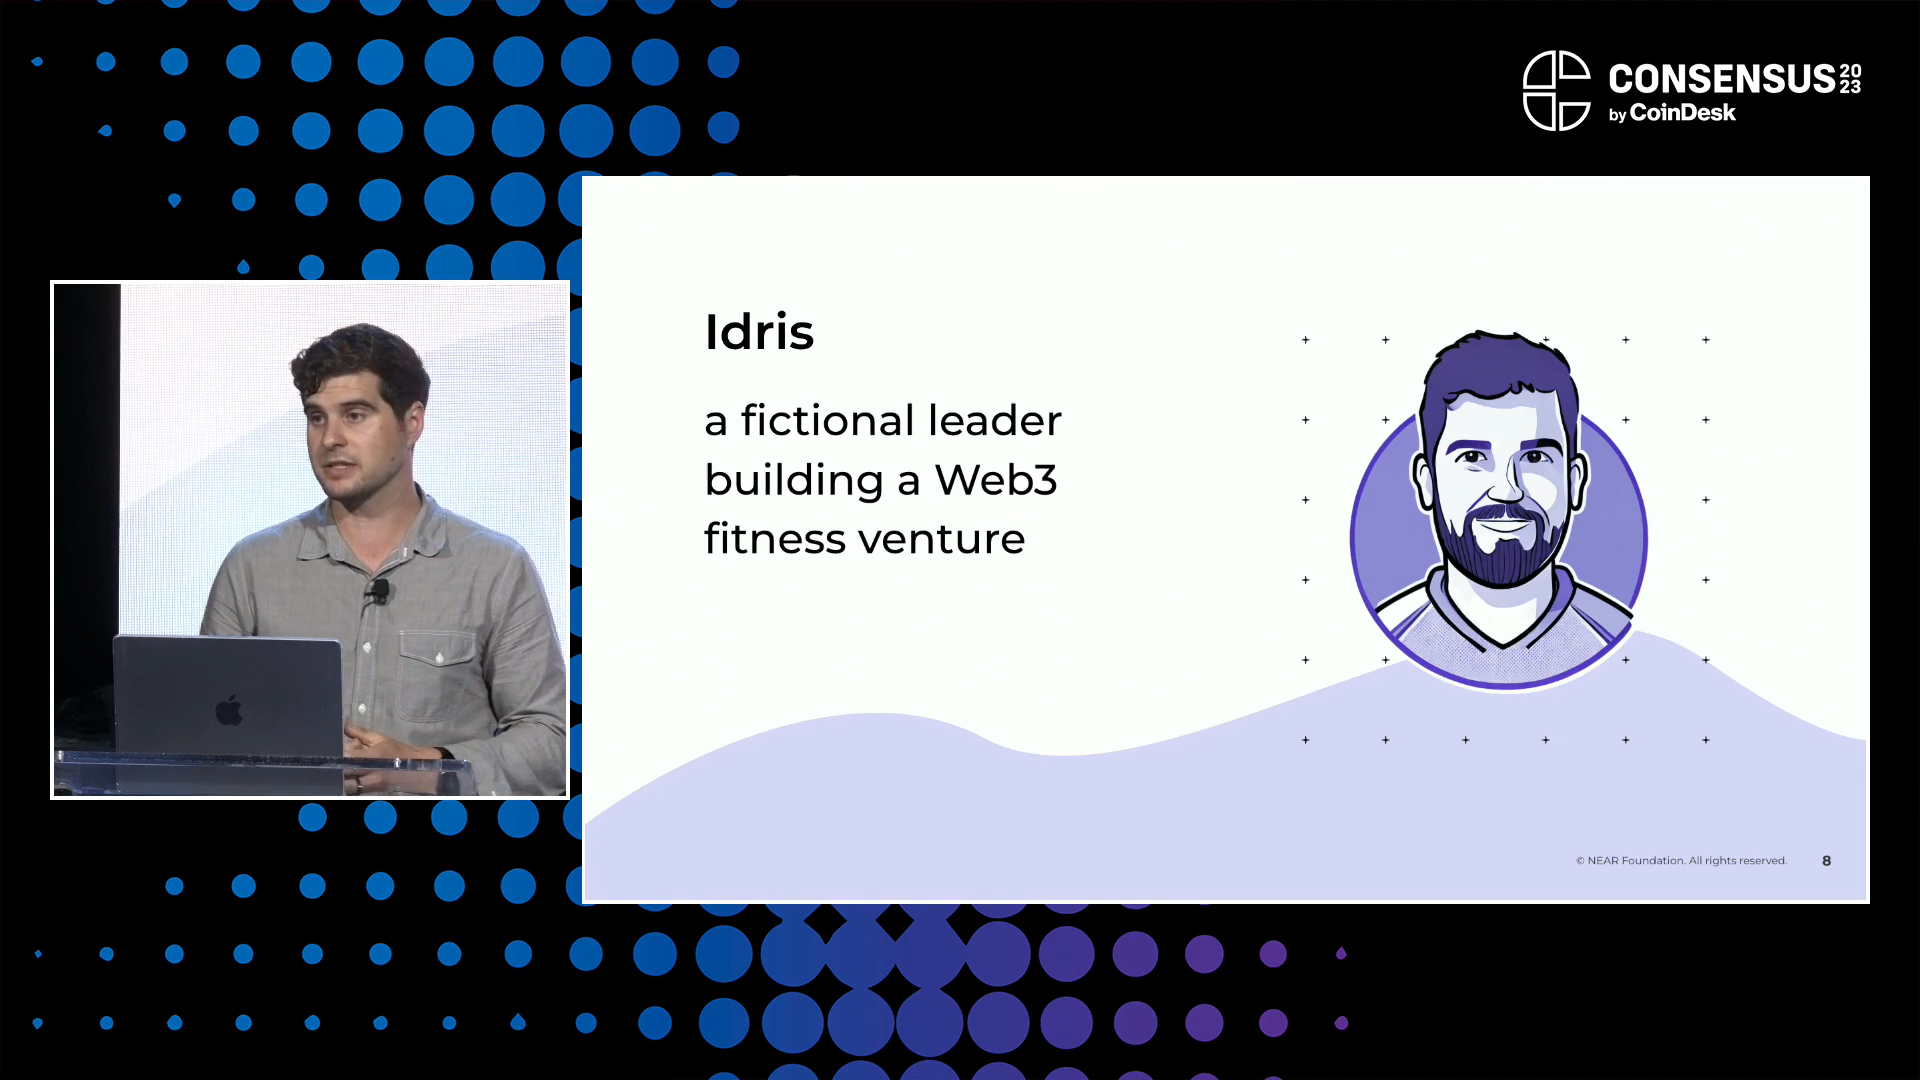 CONSENSUS 20 23
by CoinDesk
Idris
a fictional leader
building a Web3
fitness venture
© NEAR Foundation. All rights reserved. 8